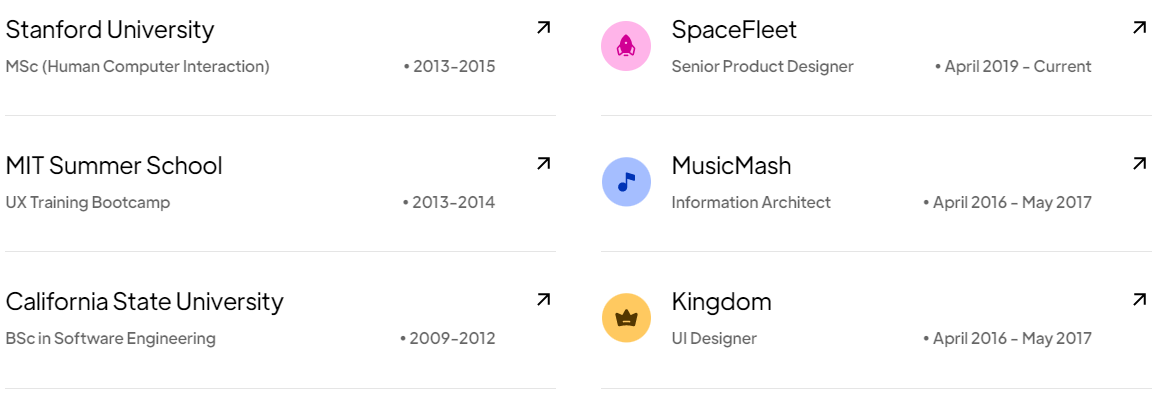 Stanford University
MSc (Human Computer Interaction) • 2013–2015
MIT Summer School
UX Training Bootcamp • 2013–2014
California State University
BSc in Software Engineering • 2009–2012
SpaceFleet
Senior Product Designer • April 2019 – Current
MusicMash
Information Architect • April 2016 – May 2017
Kingdom
UI Designer • April 2016 – May 2017